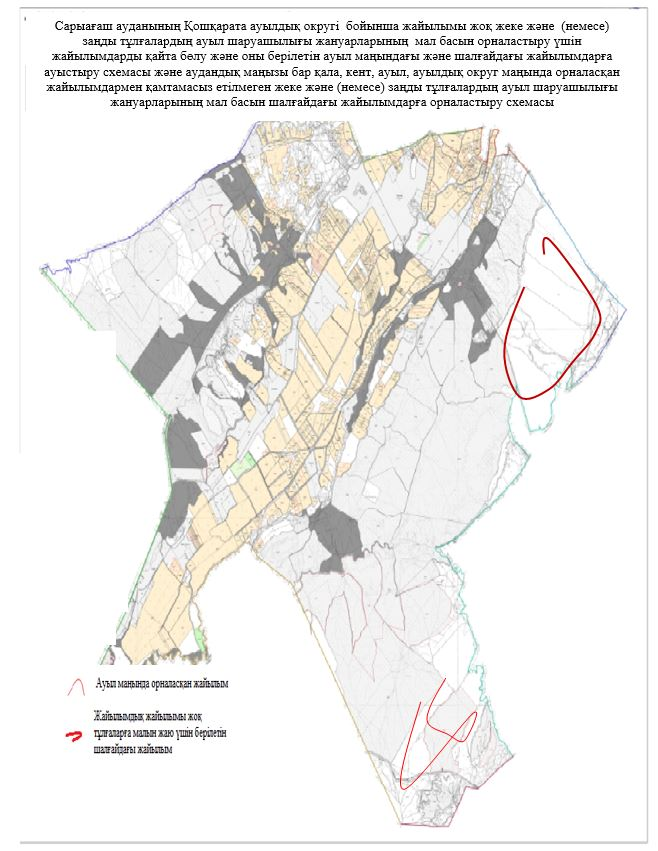 Сарыағаш ауданының Қошқарата ауылдық округі бойынша жайылымы жоқ жеке және (немесе)
заңды тұлғалардың ауыл шаруашылығы жануарларының мал басын орналастыру үшін
жайылымдарды қайта бөлу және оны берілетін ауыл маңындағы және шалғайдағы жайылымдарға
ауыстыру схемасы және аудандық маңызы бар қала, кент, ауыл, ауылдық округ маңында орналасқан
жайылымдармен қамтамасыз етілмеген жеке және (немесе) заңды тұлғалардың ауыл шаруашылығы
жануарларының мал басын шалғайдағы жайылымдарға орналастыру схемасы
Ауыл маңында орналасқан жайылым
Жайылымдық жайылымы жоқ
тұлғаларға малын жаю үшін берілетін
шалғайдағы жайылым